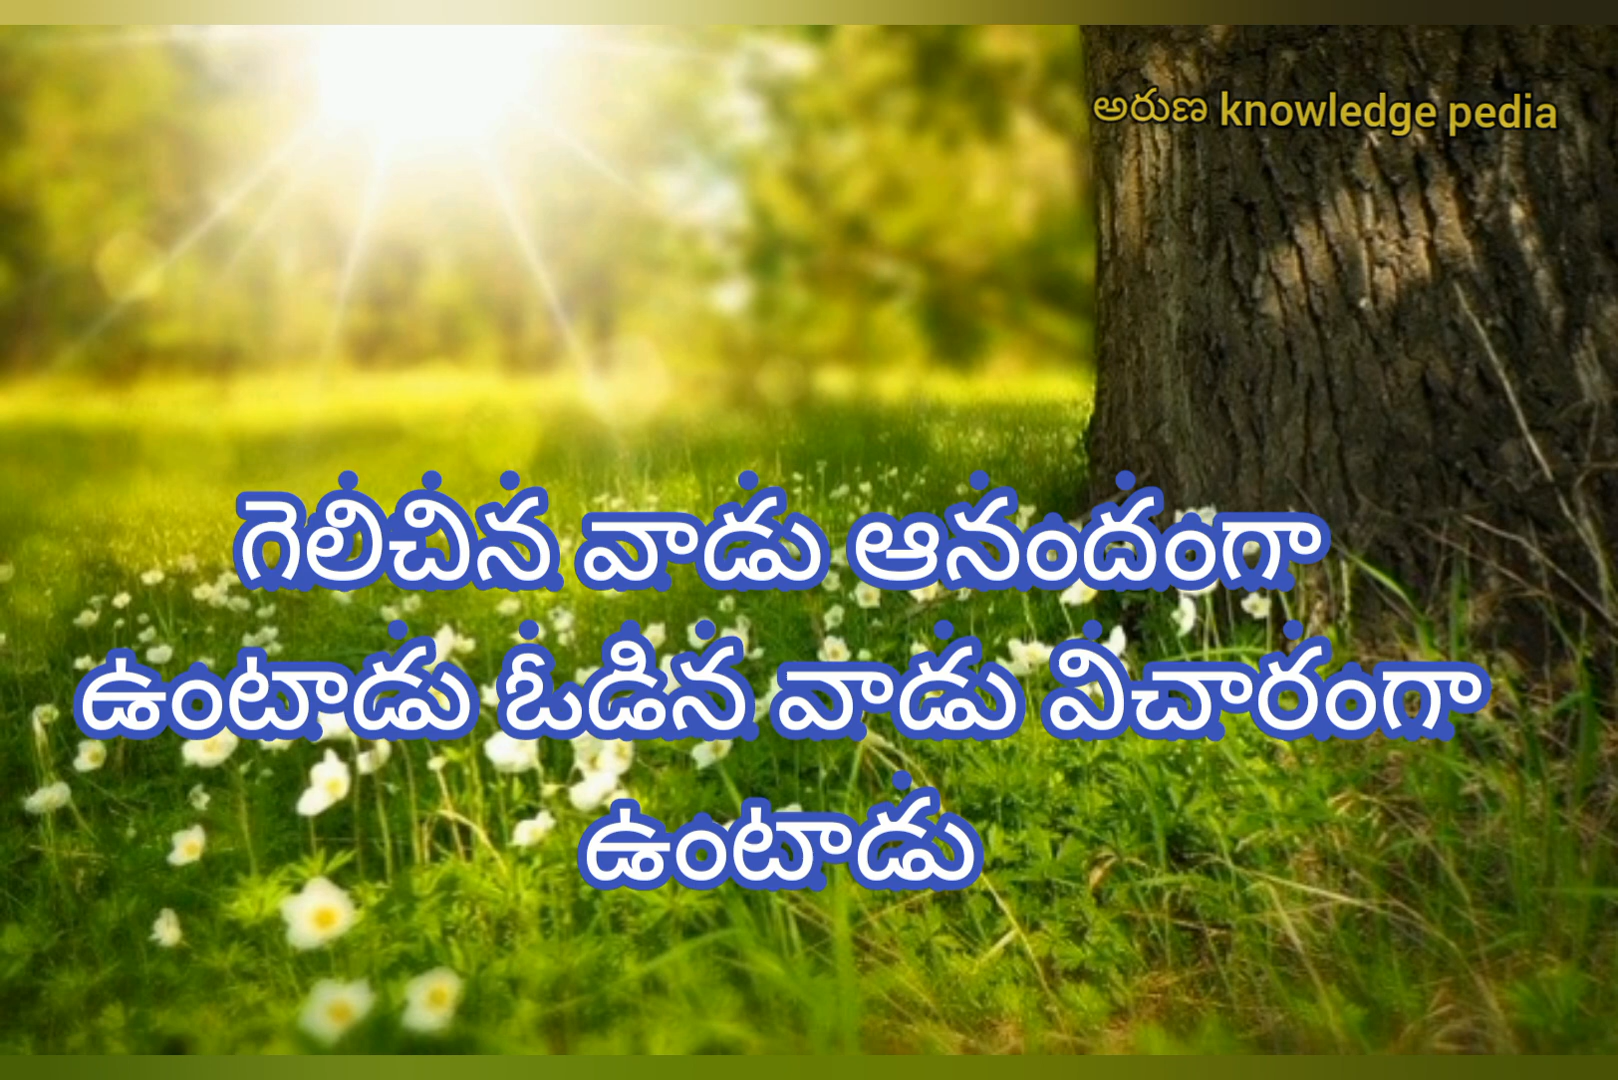 అరుణ knowledge pedia
గెలిచిన వాడు ఆనందంగా
ఉంటాడు ఓడిన వాడు విచారంగా
ఉంటాడు